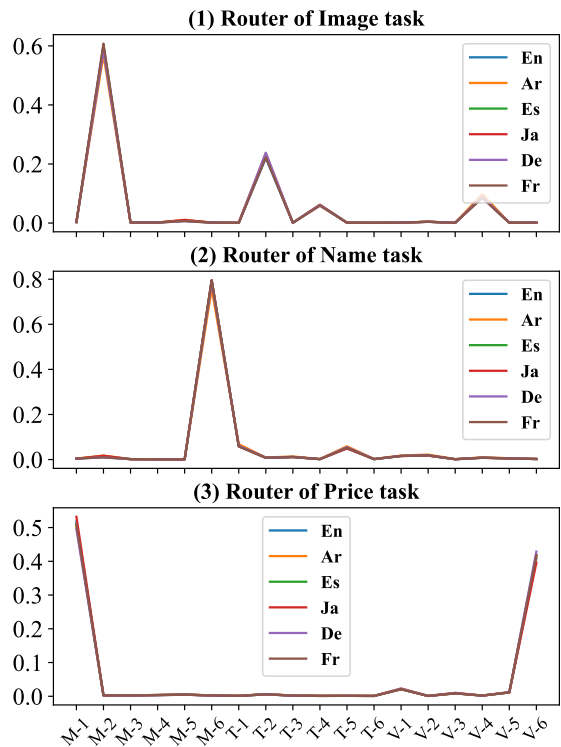 (1) Router of Image task
0.6
0.4
0.2
0.0
En
Ar
Es
Ja
De
Fr
(2) Router of Name task
0.8
0.6
0.4
0.2
0.0
En
Ar
Es
Ja
De
Fr
(3) Router of Price task
0.5
0.4
0.3
0.2
0.1
0.0
En
Ar
Es
Ja
De
Fr
M-1 M-2 M-3 M-4 M-5 M-6 T-1 T-2 T-3 T-4 T-5 T-6 V-1 V-2 V-3 V-4 V-5 V-6